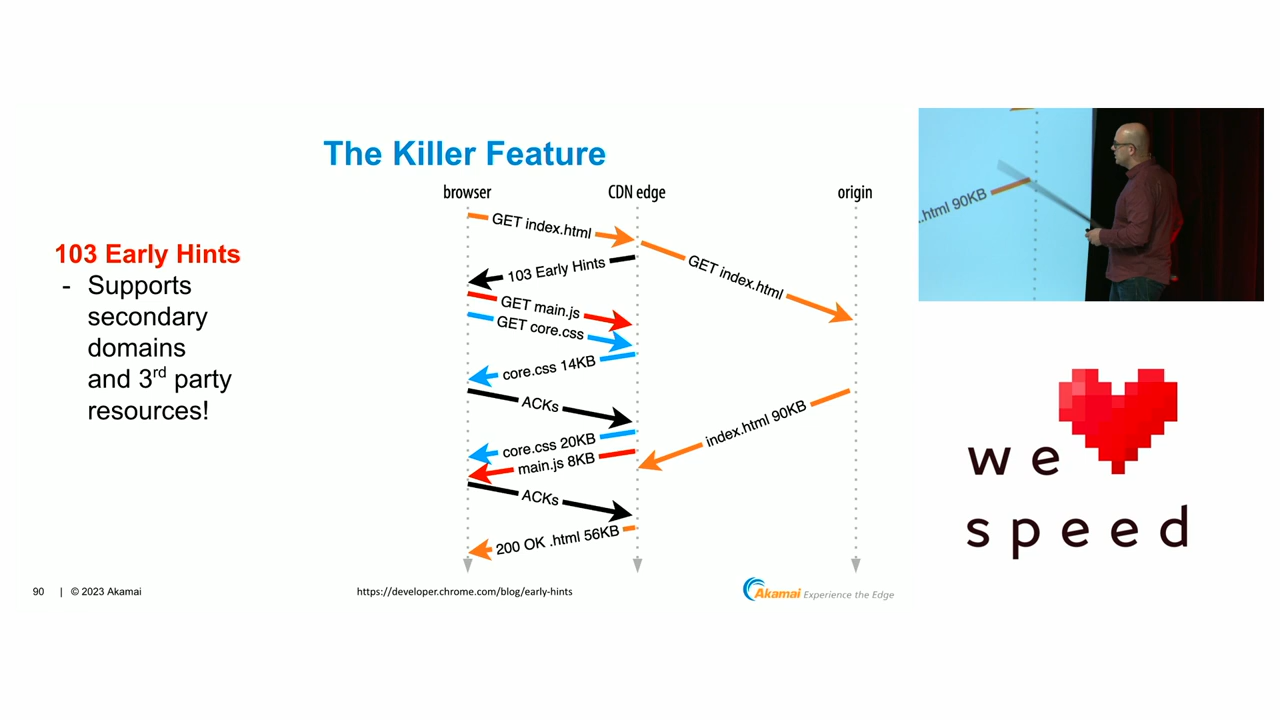 The Killer Feature
103 Early Hints
- Supports
secondary
domains
and 3rd party
resources!
browser
CDN edge
origin
GET index.html
GET index.html
103 Early Hints
GET main.js
GET core.css
core.css 14KB
ACKs
index.html 90KB
core.css 20KB
main.js 8KB
ACKs
200 OK .html 56KB
90 | © 2023 Akamai
https://developer.chrome.com/blog/early-hints
Akamai Experience the Edge
.html 90KB
we
speed